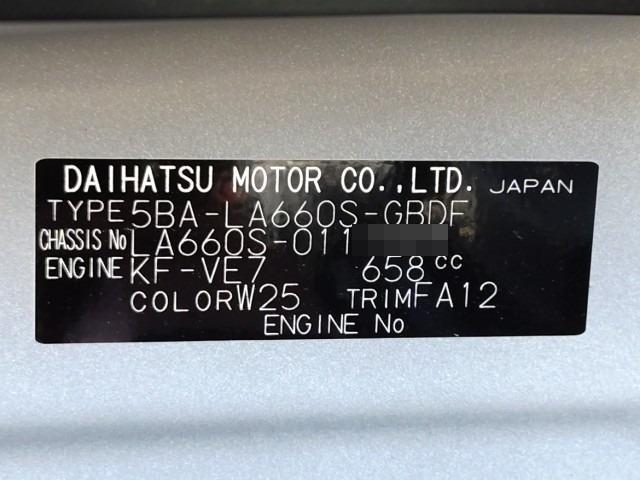 DAIHATSU MOTOR CO.,LTD. JAPAN
TYPE 5BA-LA660S-GBDF
CHASSIS No LA660S-011
ENGINE KF-VE7 658 cc
COLOR W25 TRIM FA12
ENGINE No